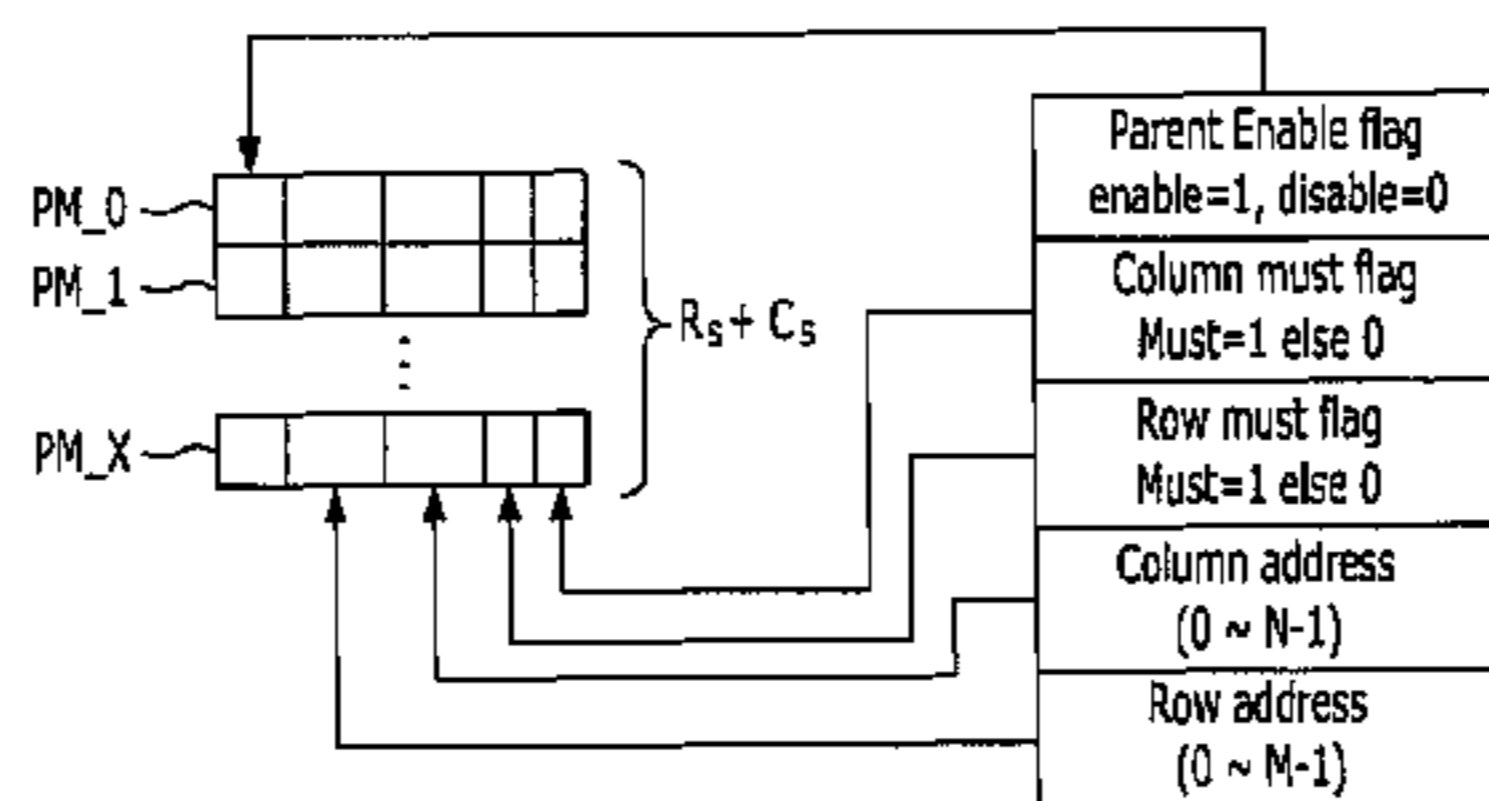 PM_0
PM_1
⋮
PM_X
RS+ CS
Parent Enable flag
enable=1, disable=0
Column must flag
Must=1 else 0
Row must flag
Must=1 else 0
Column address
(0 ~ N-1)
Row address
(0 ~ M-1)